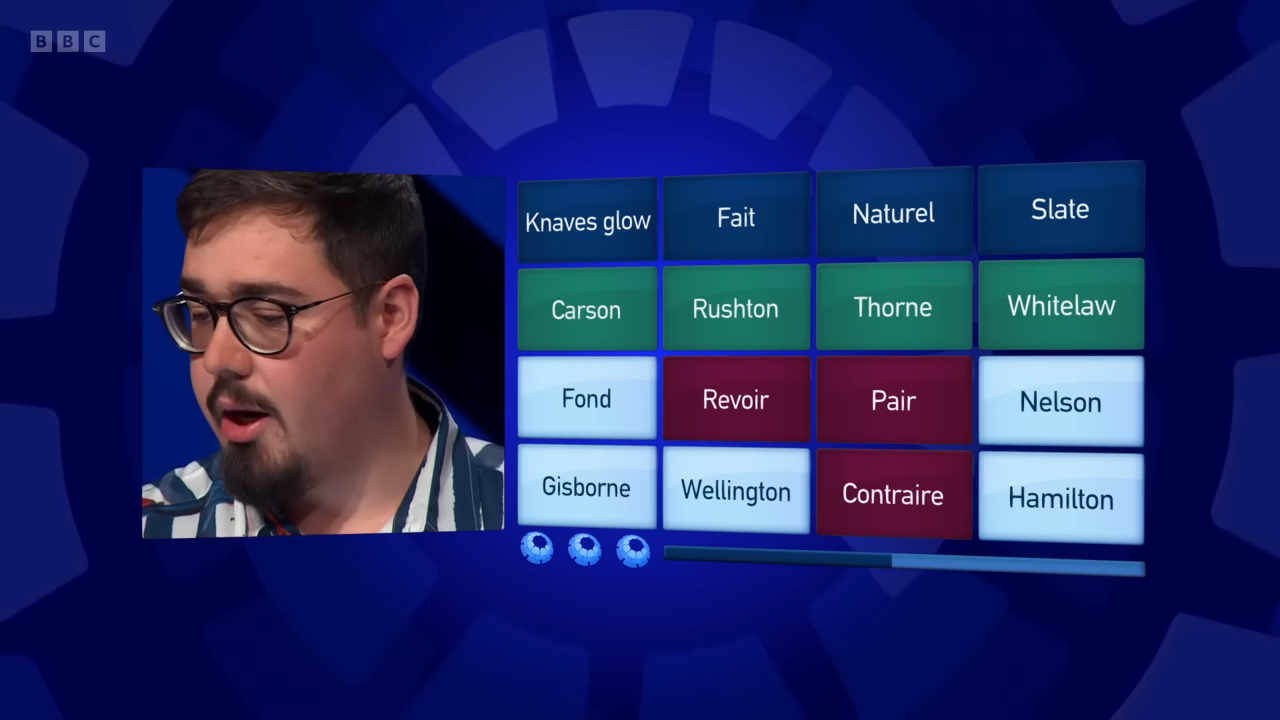 BBC
Knaves glow
Fait
Naturel
Slate
Carson
Rushton
Thorne
Whitelaw
Fond
Revoir
Pair
Nelson
Gisborne
Wellington
Contraire
Hamilton